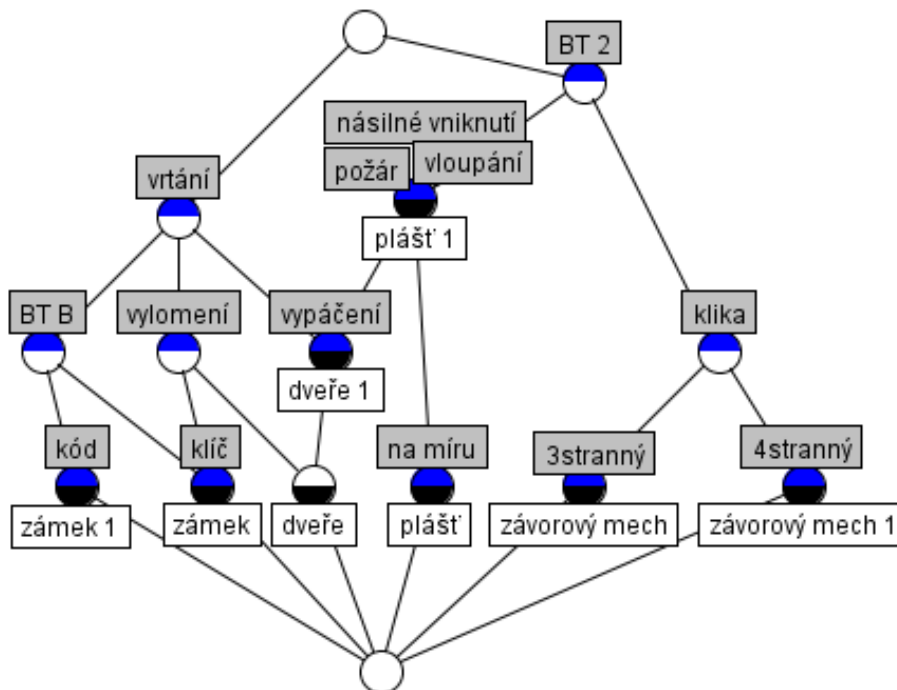 BT 2
násilné vniknutí
požár
vloupání
vrtání
plášť 1
BT B
vylomení
vypáčení
klika
dveře 1
kód
klíč
na míru
3stranný
4stranný
zámek 1
zámek
dveře
plášť
závorový mech
závorový mech 1